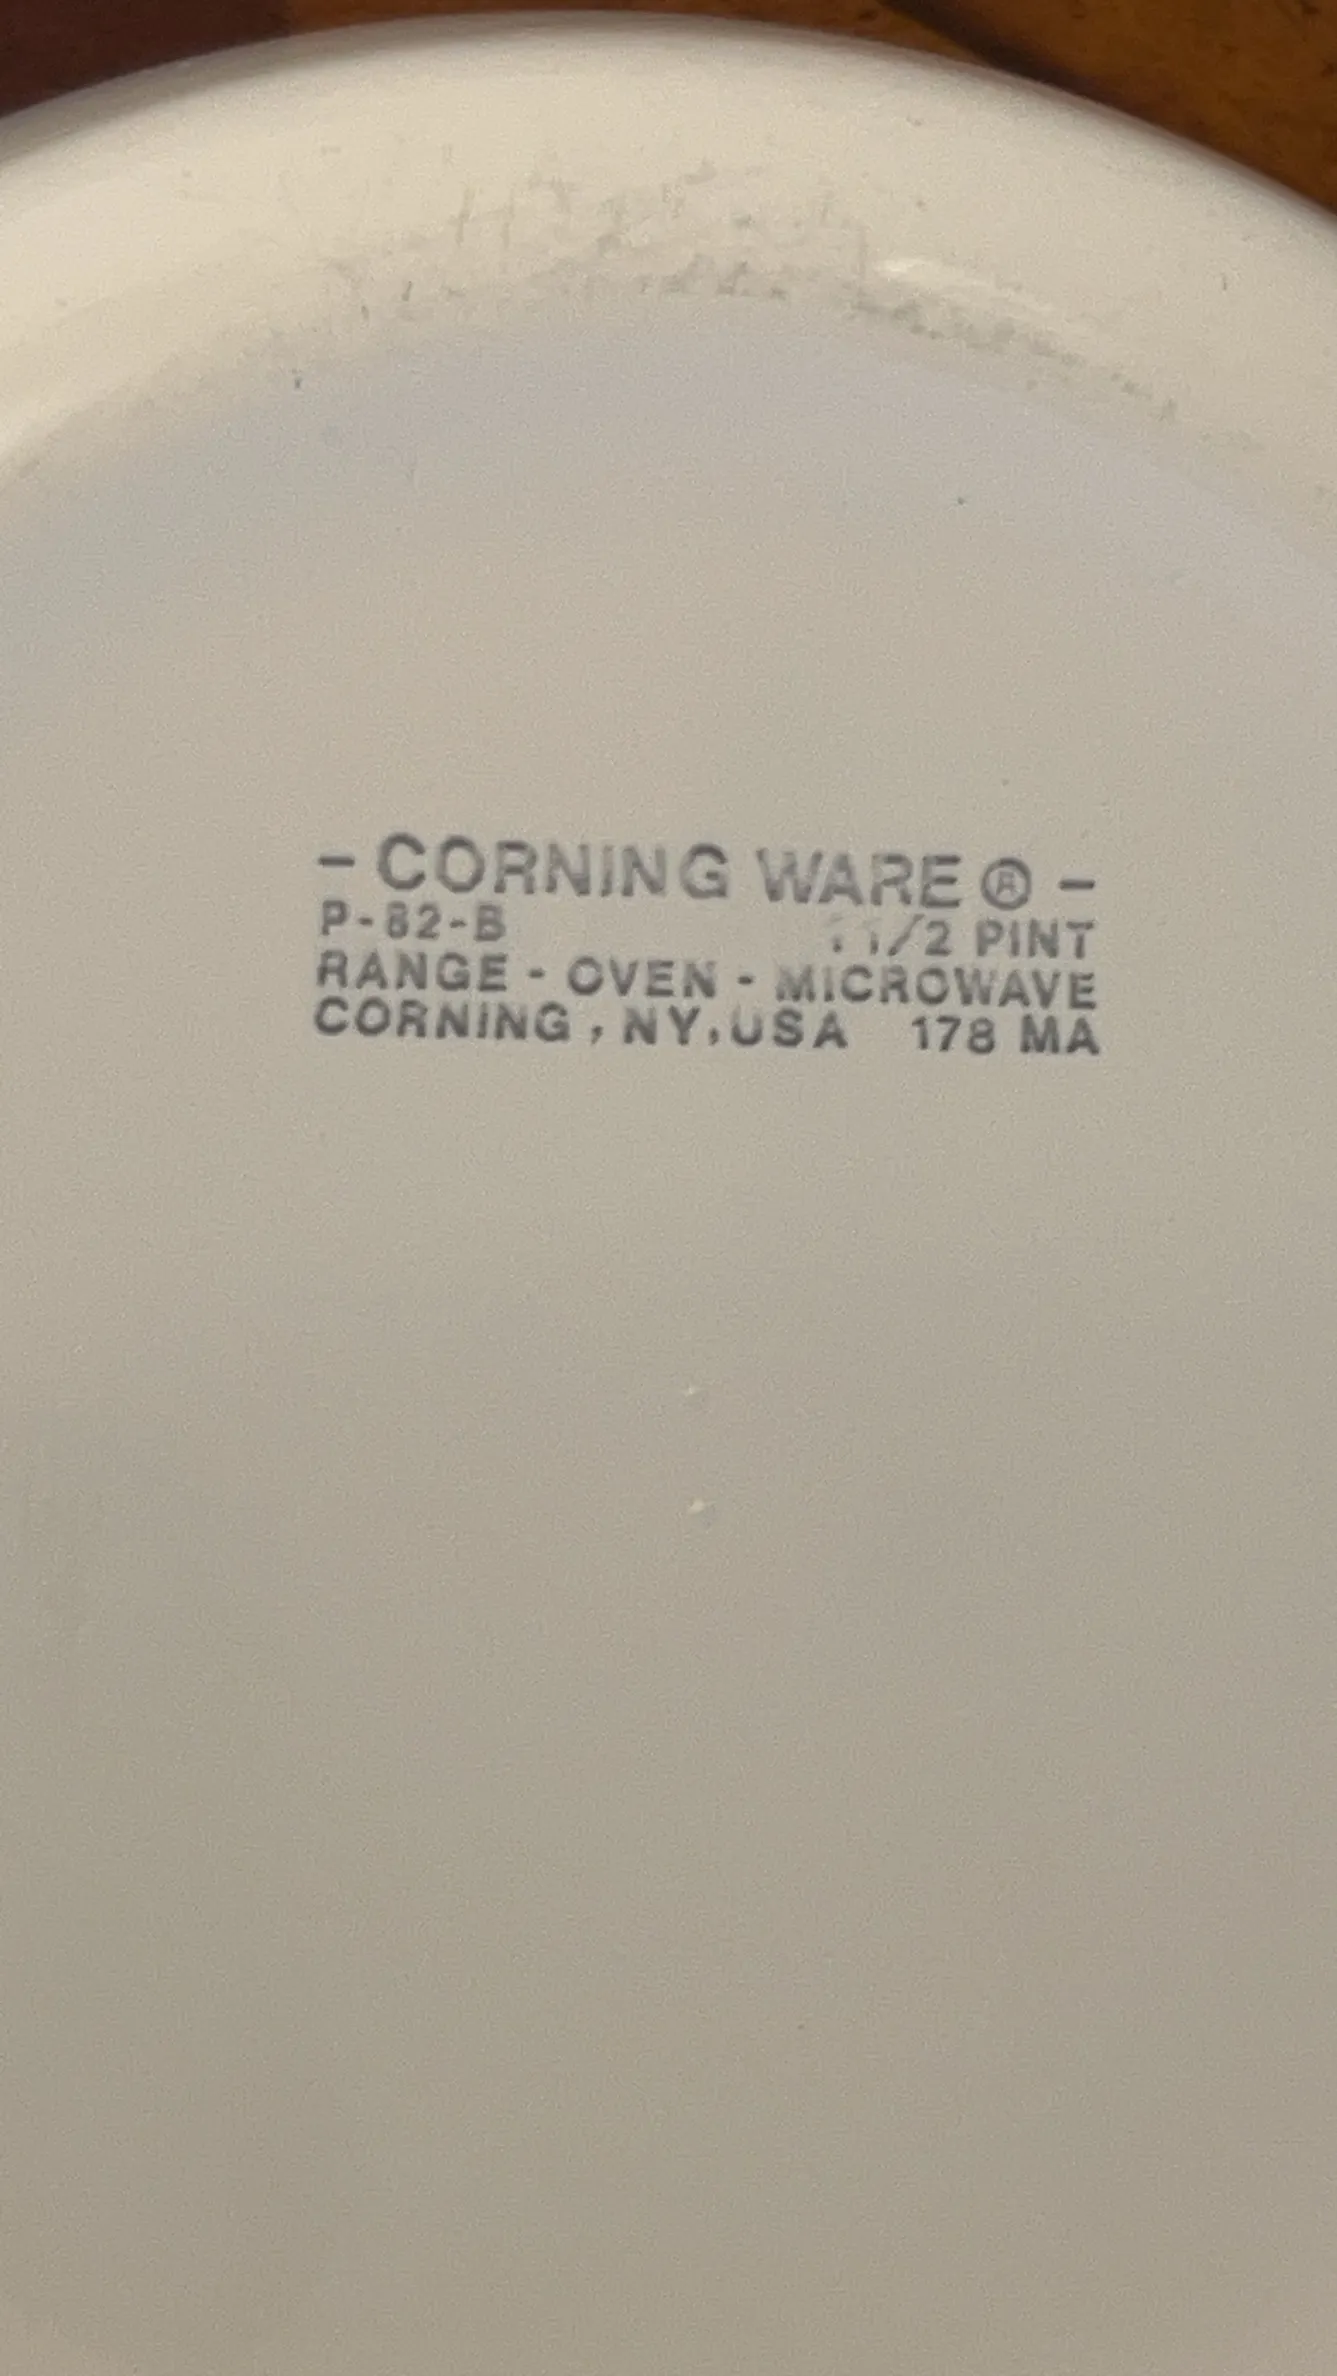 - CORNING WARE ® -
P-82-B 1 1/2 PINT
RANGE - OVEN - MICROWAVE
CORNING, NY, USA 178 MA